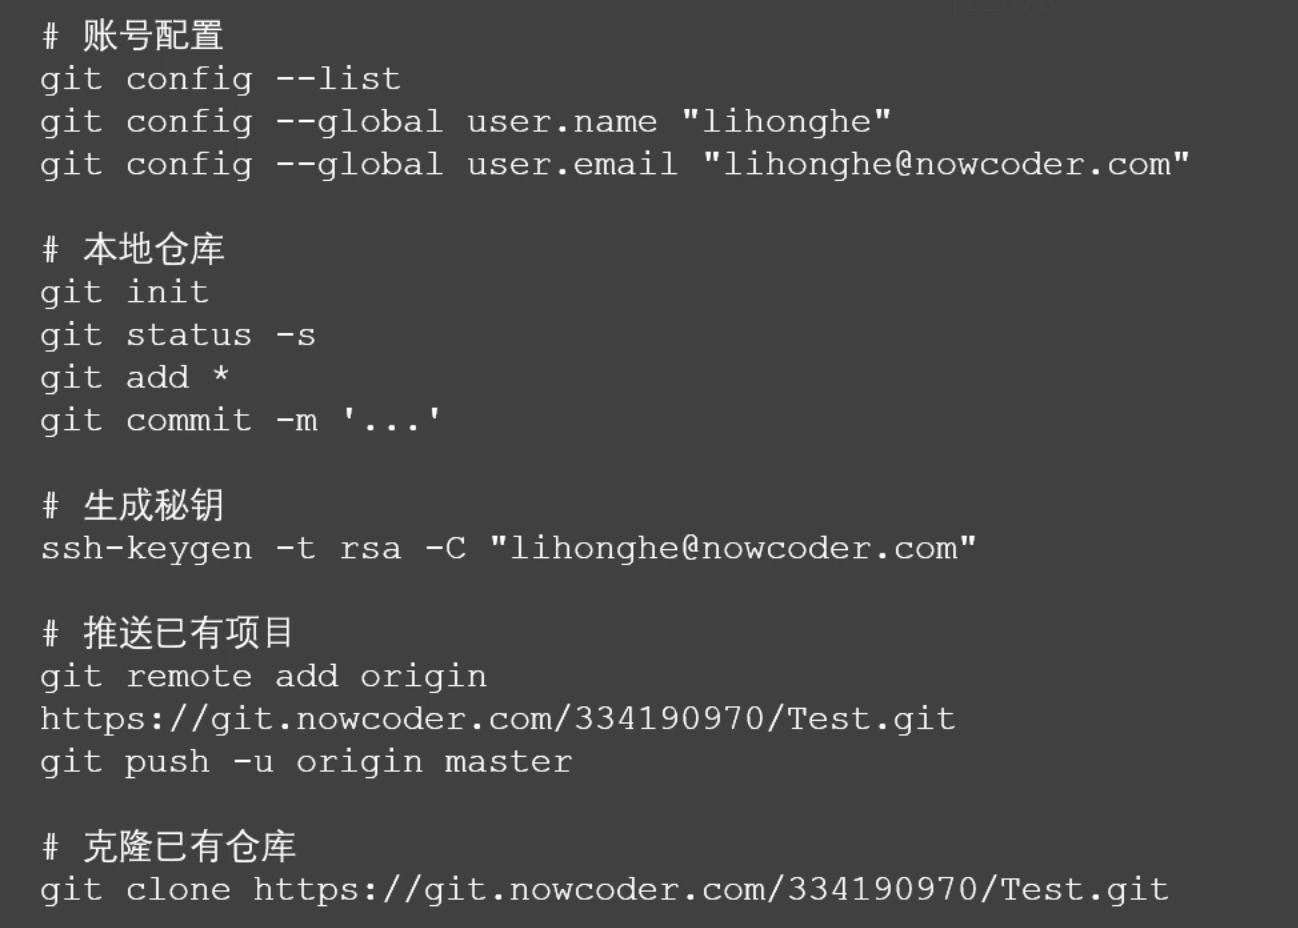 # 账号配置
git config --list
git config --global user.name "lihonghe"
git config --global user.email "lihonghe@nowcoder.com"
# 本地仓库
git init
git status -s
git add *
git commit -m '...'
# 生成秘钥
ssh-keygen -t rsa -C "lihonghe@nowcoder.com"
# 推送已有项目
git remote add origin
https://git.nowcoder.com/334190970/Test.git
git push -u origin master
# 克隆已有仓库
git clone https://git.nowcoder.com/334190970/Test.git